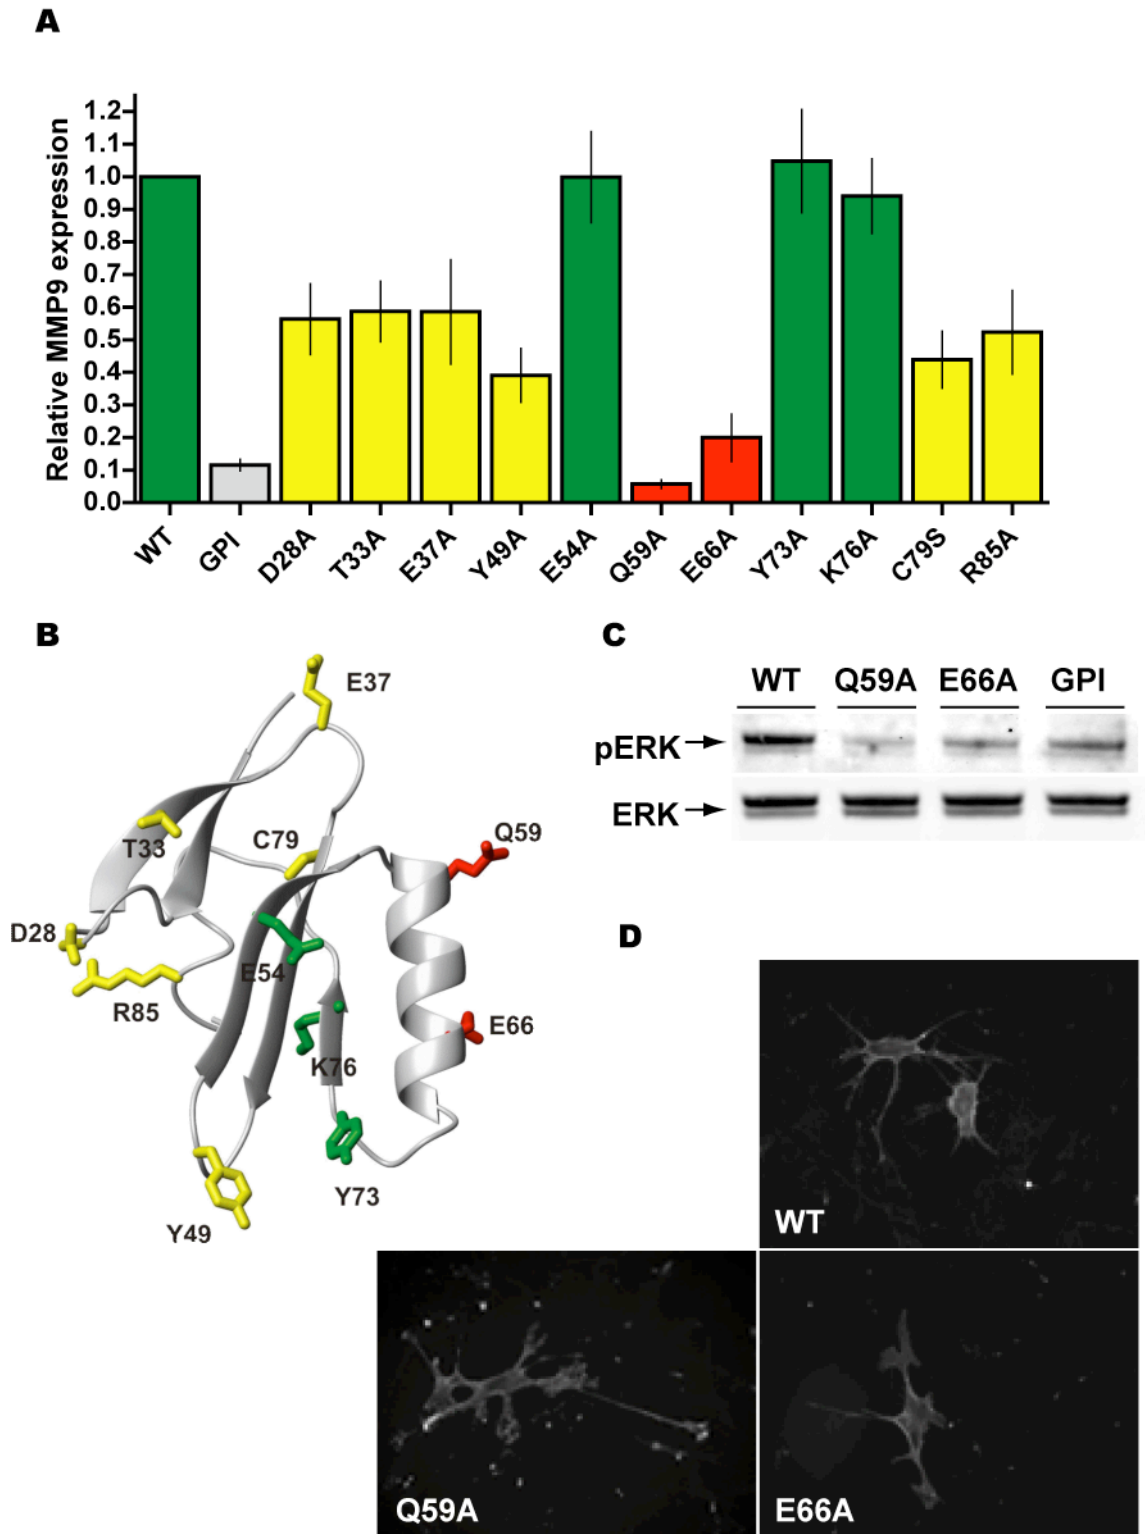 A
Relative MMP9 expression
1.2
1.1
1.0
0.9
0.8
0.7
0.6
0.5
0.4
0.3
0.2
0.1
0.0
WT GPI D28A T33A E37A Y49A E54A Q59A E66A Y73A K76A C79S R85A
B
E37
T33
C79
Q59
D28
E54
R85
E66
K76
Y73
Y49
C
WT Q59A E66A GPI
pERK
ERK
D
WT
Q59A
E66A